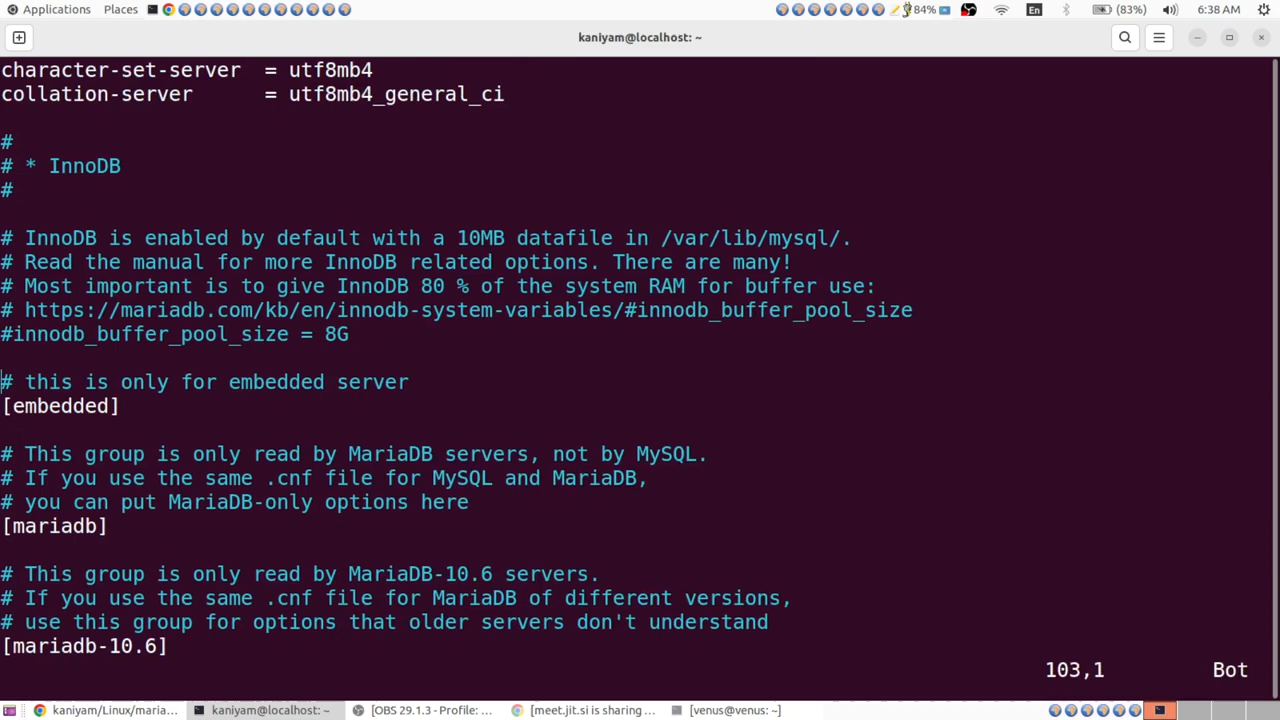 Applications Places 84% En (83%) 6:38 AM
kaniyam@localhost: ~
character-set-server  = utf8mb4
collation-server      = utf8mb4_general_ci
#
# * InnoDB
#
# InnoDB is enabled by default with a 10MB datafile in /var/lib/mysql/.
# Read the manual for more InnoDB related options. There are many!
# Most important is to give InnoDB 80 % of the system RAM for buffer use:
# https://mariadb.com/kb/en/innodb-system-variables/#innodb_buffer_pool_size
#innodb_buffer_pool_size = 8G
# this is only for embedded server
[embedded]
# This group is only read by MariaDB servers, not by MySQL.
# If you use the same .cnf file for MySQL and MariaDB,
# you can put MariaDB-only options here
[mariadb]
# This group is only read by MariaDB-10.6 servers.
# If you use the same .cnf file for MariaDB of different versions,
# use this group for options that older servers don't understand
[mariadb-10.6]
103,1 Bot
kaniyam/Linux/maria... kaniyam@localhost: ~ [OBS 29.1.3 - Profile: ... [meet.jit.si is sharing ... [venus@venus: ~]